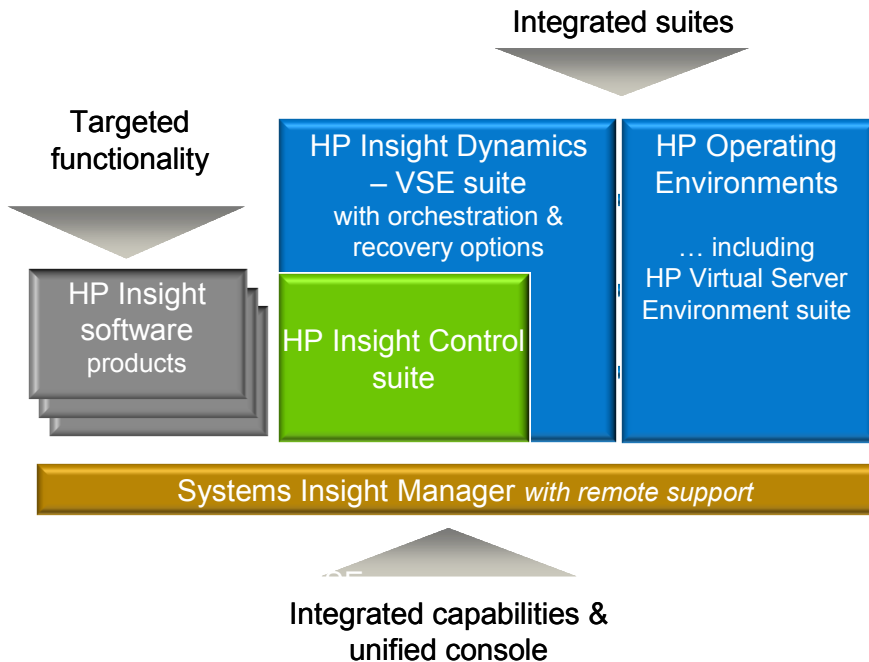 Integrated suites
Targeted
functionality
HP Insight Dynamics
– VSE suite
with orchestration &
recovery options
HP Operating
Environments
… including
HP Virtual Server
Environment suite
HP Insight
software
products
HP Insight Control
suite
Systems Insight Manager with remote support
Integrated capabilities &
unified console